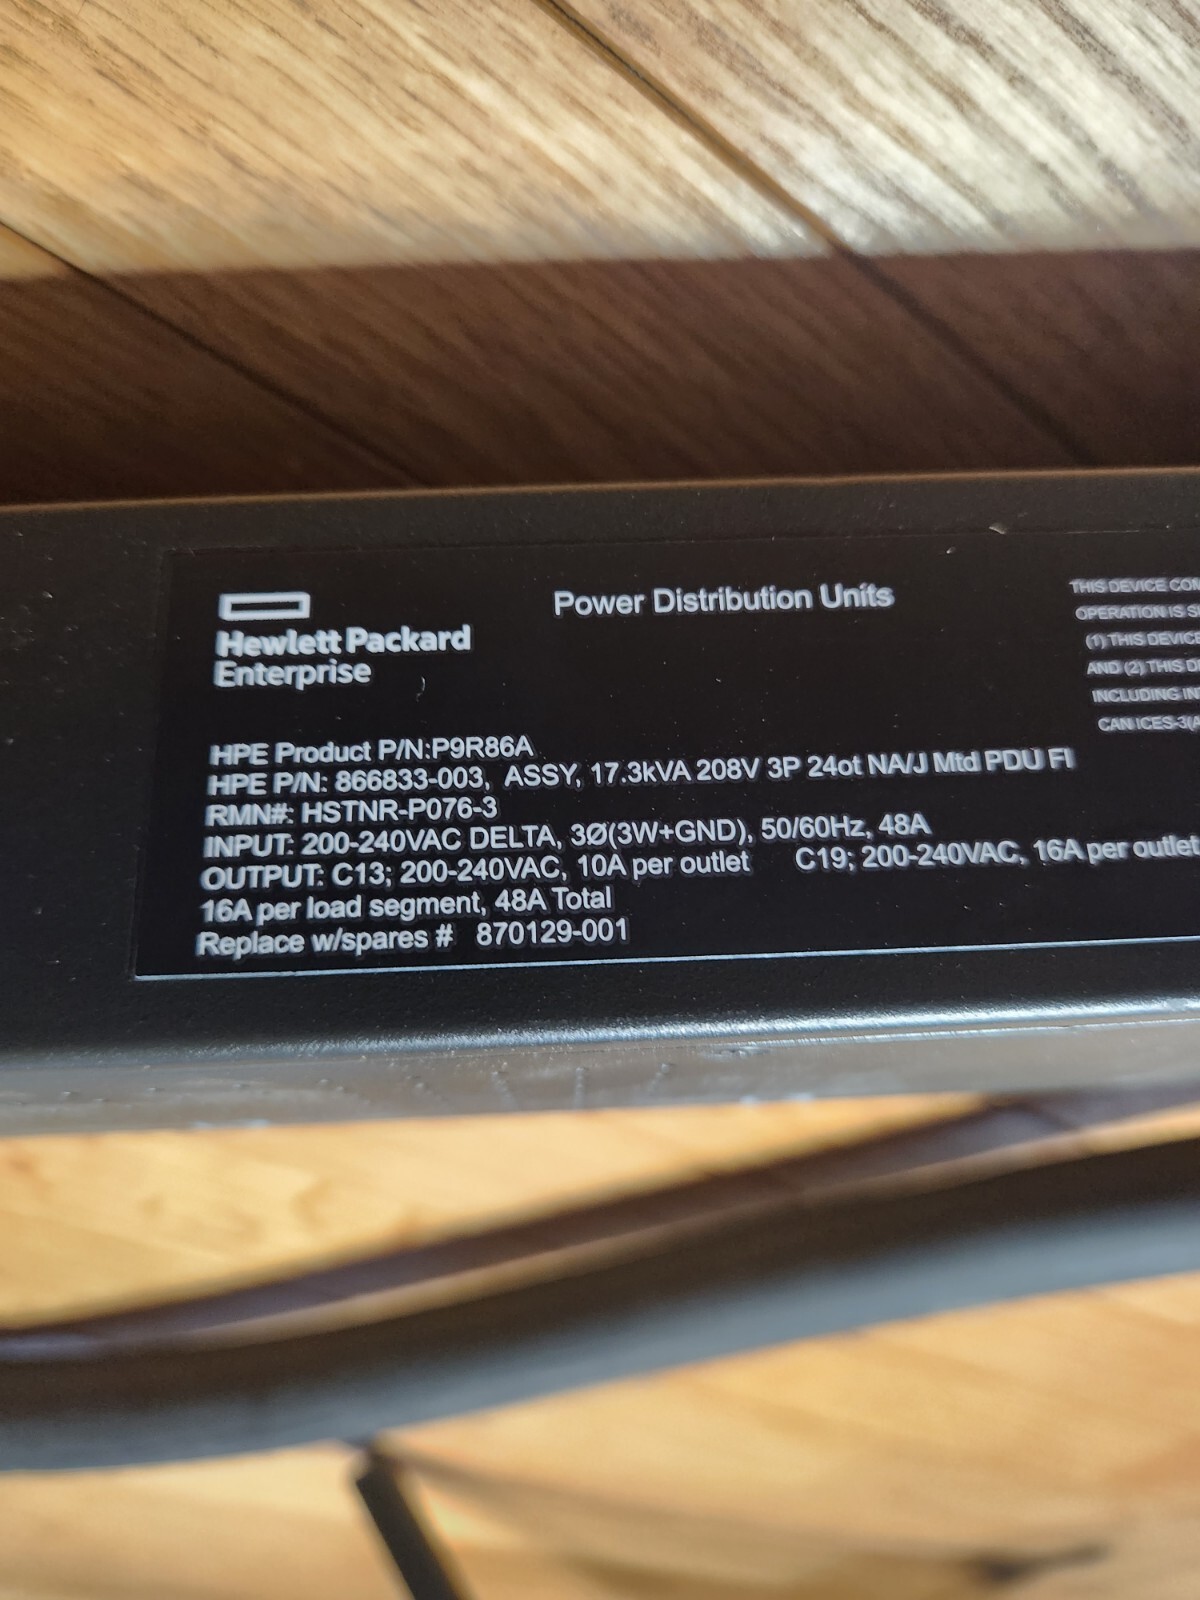 Hewlett Packard
Enterprise
Power Distribution Units
HPE Product P/N:P9R86A
HPE P/N: 866833-003, ASSY, 17.3kVA 208V 3P 24ot NA/J Mtd PDU FI
RMN#: HSTNR-P076-3
INPUT: 200-240VAC DELTA, 3Ø(3W+GND), 50/60Hz, 48A
OUTPUT: C13; 200-240VAC, 10A per outlet C19; 200-240VAC, 16A per outlet
16A per load segment, 48A Total
Replace w/spares # 870129-001
THIS DEVICE
OPERATION IS
(1) THIS DEVICE
AND (2) THIS
INCLUDING
CAN ICES-3(A